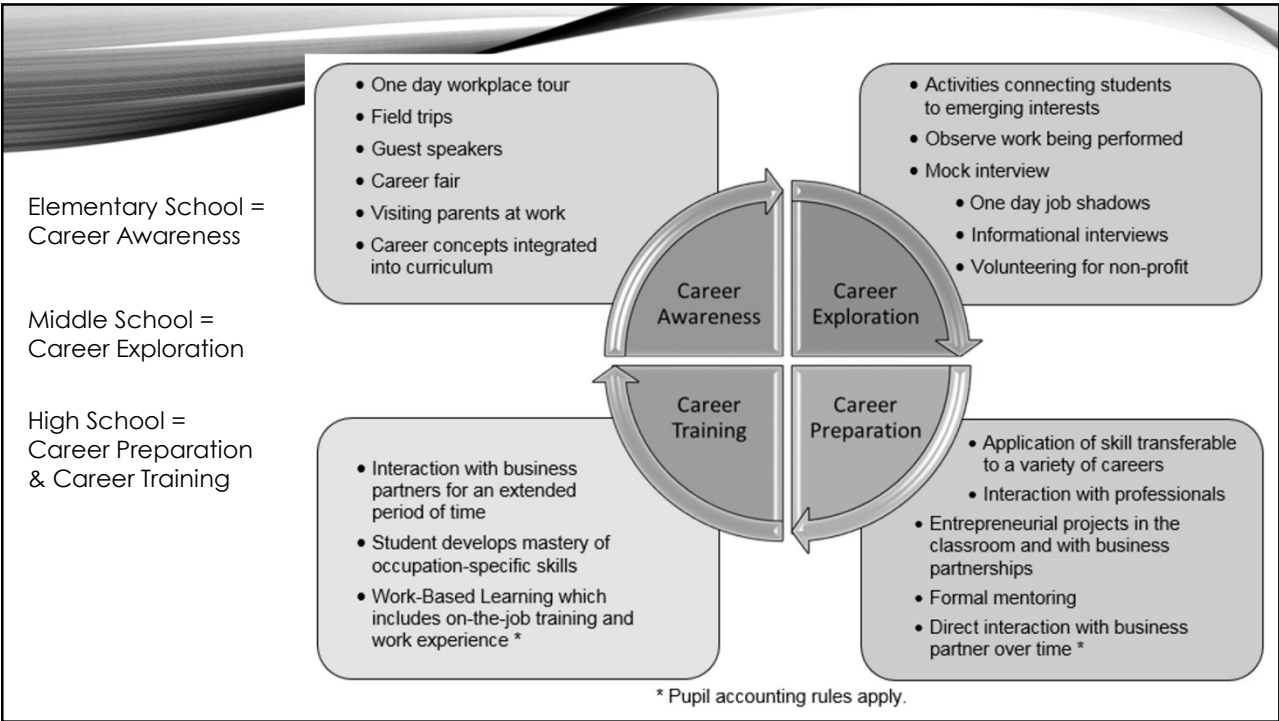 Elementary School =
Career Awareness
Middle School =
Career Exploration
High School =
Career Preparation
& Career Training
• One day workplace tour
• Field trips
• Guest speakers
• Career fair
• Visiting parents at work
• Career concepts integrated
into curriculum
• Activities connecting students
to emerging interests
• Observe work being performed
• Mock interview
• One day job shadows
• Informational interviews
• Volunteering for non-profit
Career
Awareness
Career
Exploration
Career
Training
Career
Preparation
• Interaction with business
partners for an extended
period of time
• Student develops mastery of
occupation-specific skills
• Work-Based Learning which
includes on-the-job training and
work experience *
• Application of skill transferable
to a variety of careers
• Interaction with professionals
• Entrepreneurial projects in the
classroom and with business
partnerships
• Formal mentoring
• Direct interaction with business
partner over time *
* Pupil accounting rules apply.